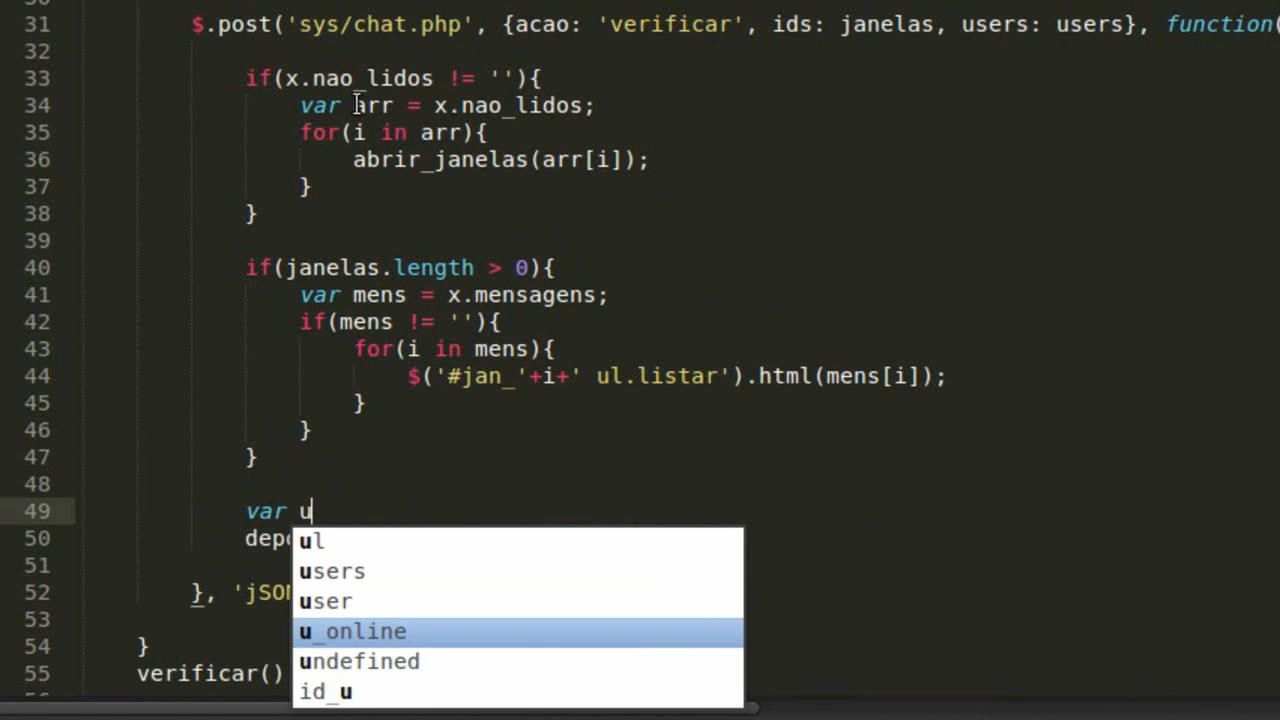 31 $.post('sys/chat.php', {acao: 'verificar', ids: janelas, users: users}, function(
32
33 if(x.nao_lidos != ''){
34 var arr = x.nao_lidos;
35 for(i in arr){
36 abrir_janelas(arr[i]);
37 }
38 }
39
40 if(janelas.length > 0){
41 var mens = x.mensagens;
42 if(mens != ''){
43 for(i in mens){
44 $('#jan_'+i+' ul.listar').html(mens[i]);
45 }
46 }
47 }
48
49 var u
ul
50 depo
users
51
52 }, 'jSON
user
53
u_online
54 }
undefined
55 verificar()
id_u